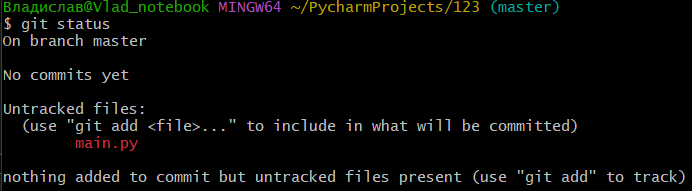 Владислав@Vlad_notebook MINGW64 ~/PycharmProjects/123 (master)
$ git status
On branch master

No commits yet

Untracked files:
  (use "git add <file>..." to include in what will be committed)
        main.py

nothing added to commit but untracked files present (use "git add" to track)